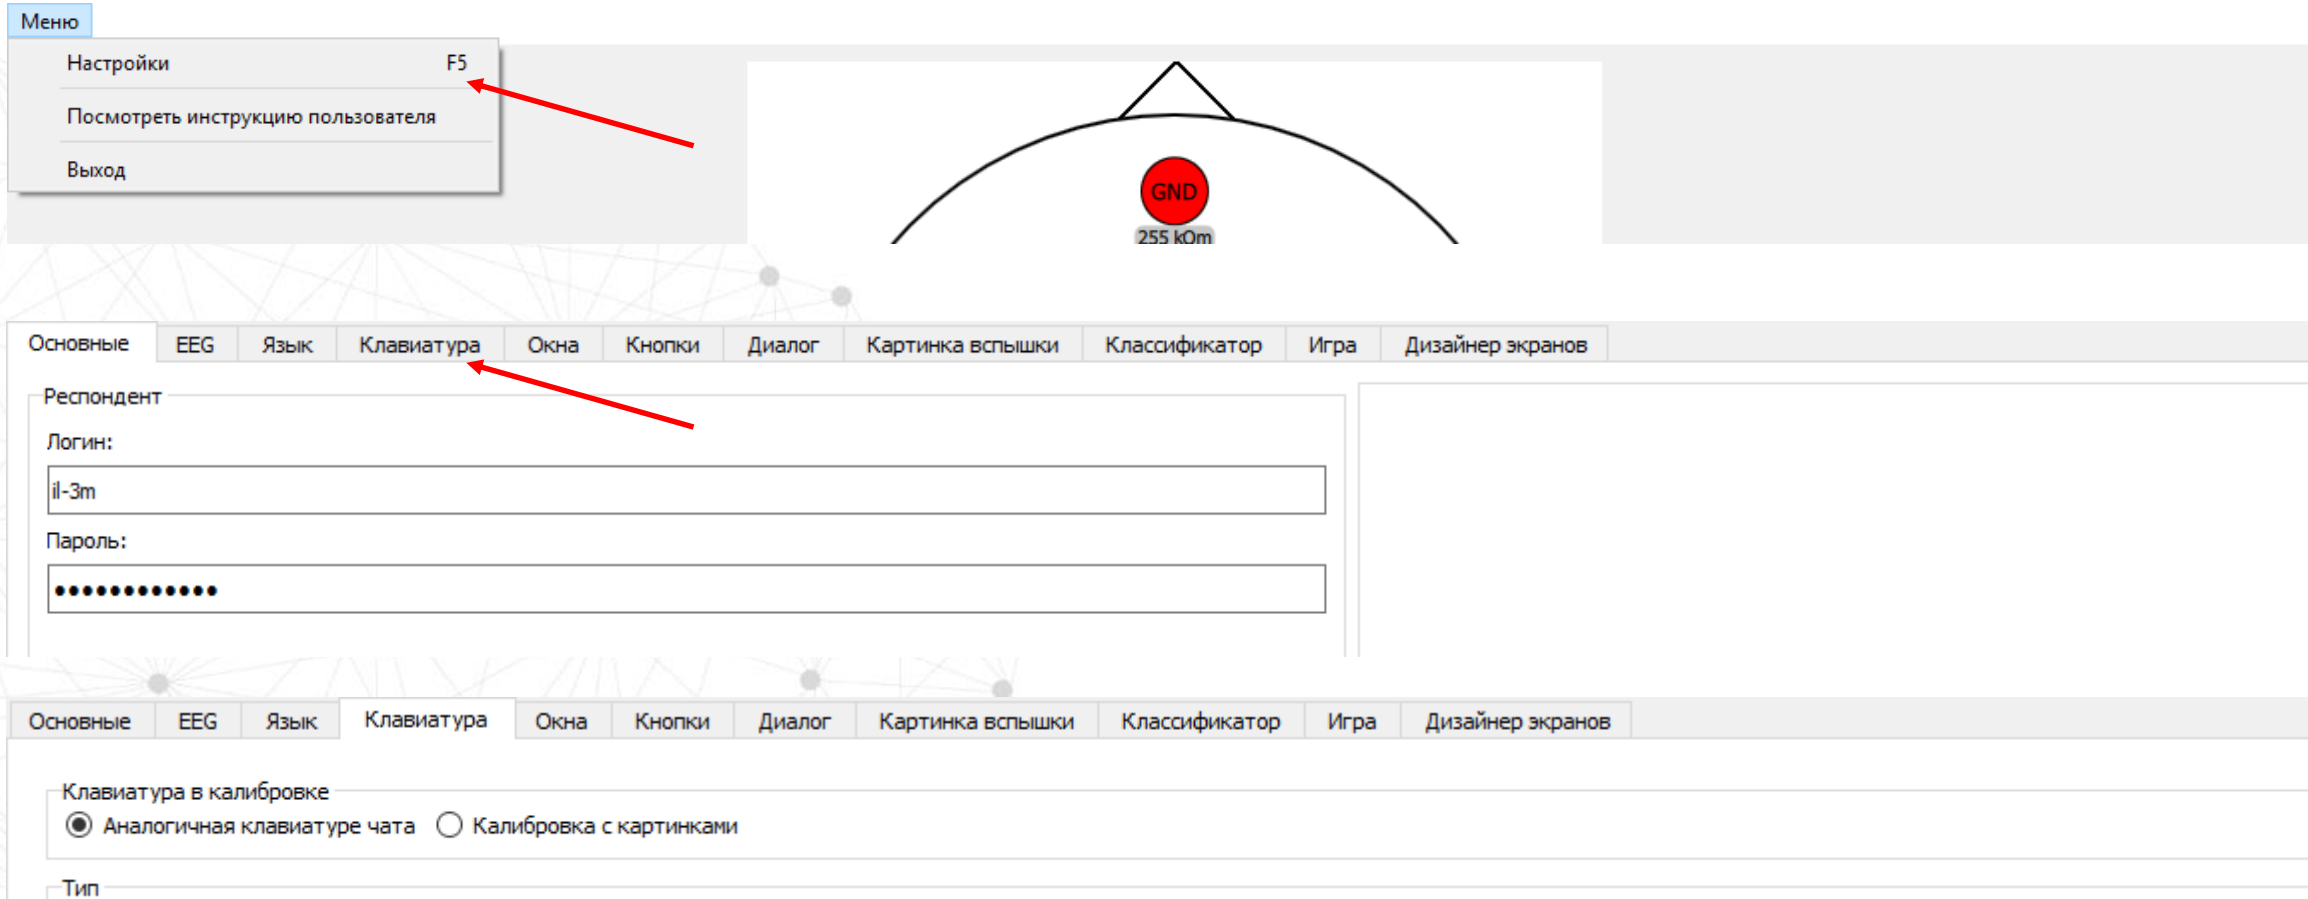 Меню
Настройки F5
Посмотреть инструкцию пользователя
Выход
GND
255 kOm
Основные EEG Язык Клавиатура Окна Кнопки Диалог Картинка вспышки Классификатор Игра Дизайнер экранов
Респондент
Логин:
il-3m
Пароль:
••••••••••••
Основные EEG Язык Клавиатура Окна Кнопки Диалог Картинка вспышки Классификатор Игра Дизайнер экранов
Клавиатура в калибровке
Аналогичная клавиатуре чата Калибровка с картинками
Тип